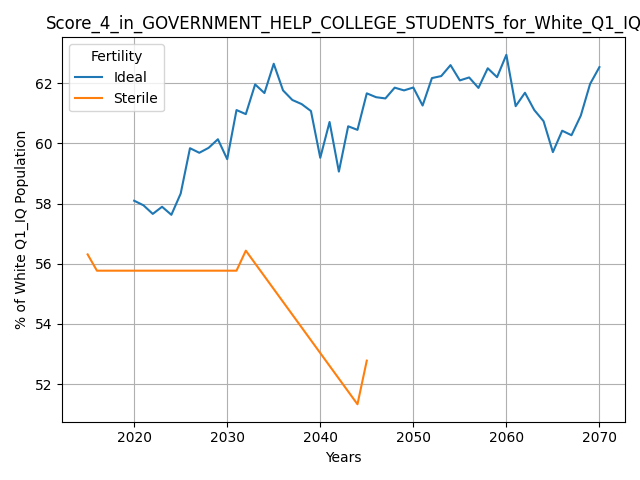 Score_4_in_GOVERNMENT_HELP_COLLEGE_STUDENTS_for_White_Q1_IQ
Fertility
Ideal
Sterile
% of White Q1_IQ Population
62
60
58
56
54
52
2020 2030 2040 2050 2060 2070
Years